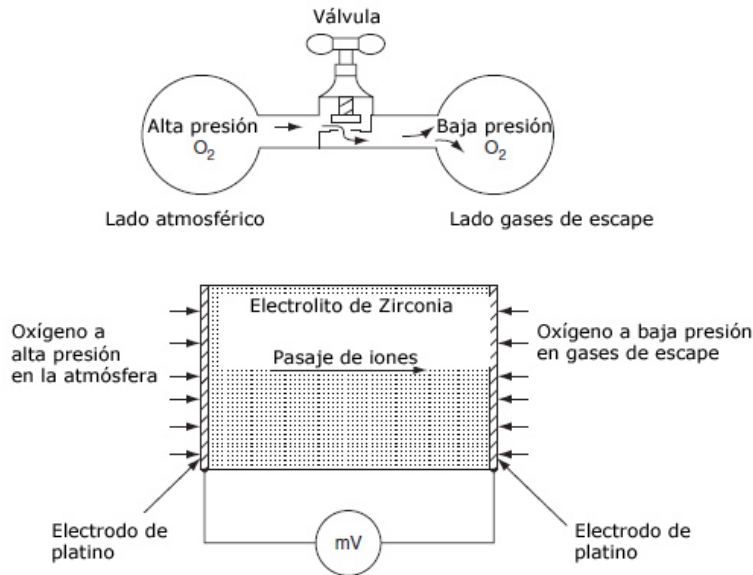 Válvula
Alta presión
O2
Baja presión
O2
Lado atmosférico
Lado gases de escape
Electrolito de Zirconia
Oxígeno a
alta presión
en la atmósfera
Pasaje de iones
Oxígeno a baja presión
en gases de escape
Electrodo de
platino
mV
Electrodo de
platino